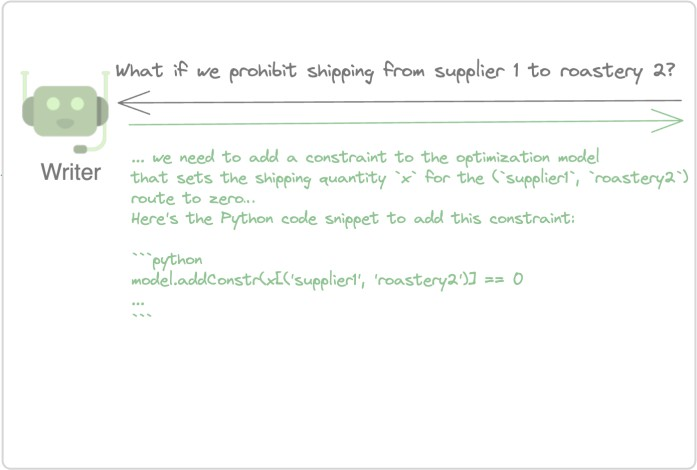 What if we prohibit shipping from supplier 1 to roastery 2?
Writer
... we need to add a constraint to the optimization model
that sets the shipping quantity `x` for the (`supplier1`, `roastery2`)
route to zero...
Here's the Python code snippet to add this constraint:
```python
model.addConstr(x[('supplier1', 'roastery2')] == 0
...
```